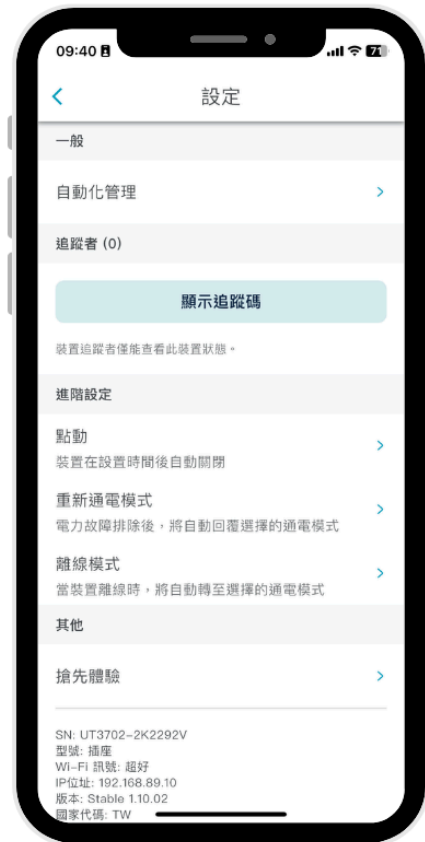 09:40
71
設定
一般
自動化管理
追蹤者 (0)
顯示追蹤碼
裝置追蹤者僅能查看此裝置狀態。
進階設定
點動
裝置在設置時間後自動關閉
重新通電模式
電力故障排除後，將自動回覆選擇的通電模式
離線模式
當裝置離線時，將自動轉至選擇的通電模式
其他
搶先體驗
SN: UT3702-2K2292V
型號: 插座
Wi-Fi 訊號: 超好
IP位址: 192.168.89.10
版本: Stable 1.10.02
國家代碼: TW